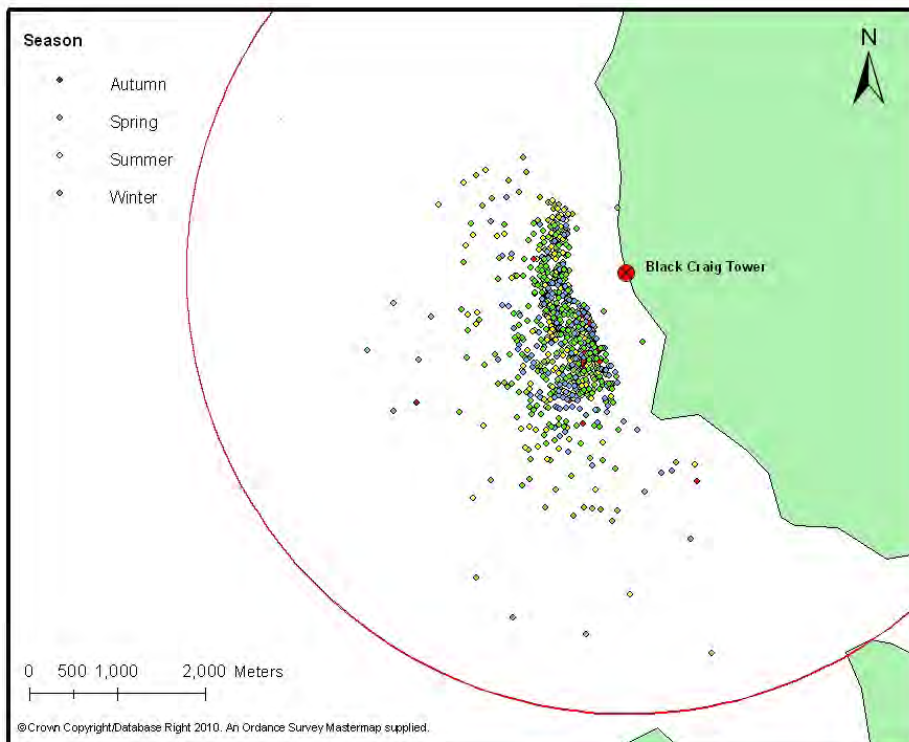 Season
Autumn
Spring
Summer
Winter
N
Black Craig Tower
0 500 1,000 2,000 Meters
©Crown Copyright/Database Right 2010. An Ordance Survey Mastermap supplied.